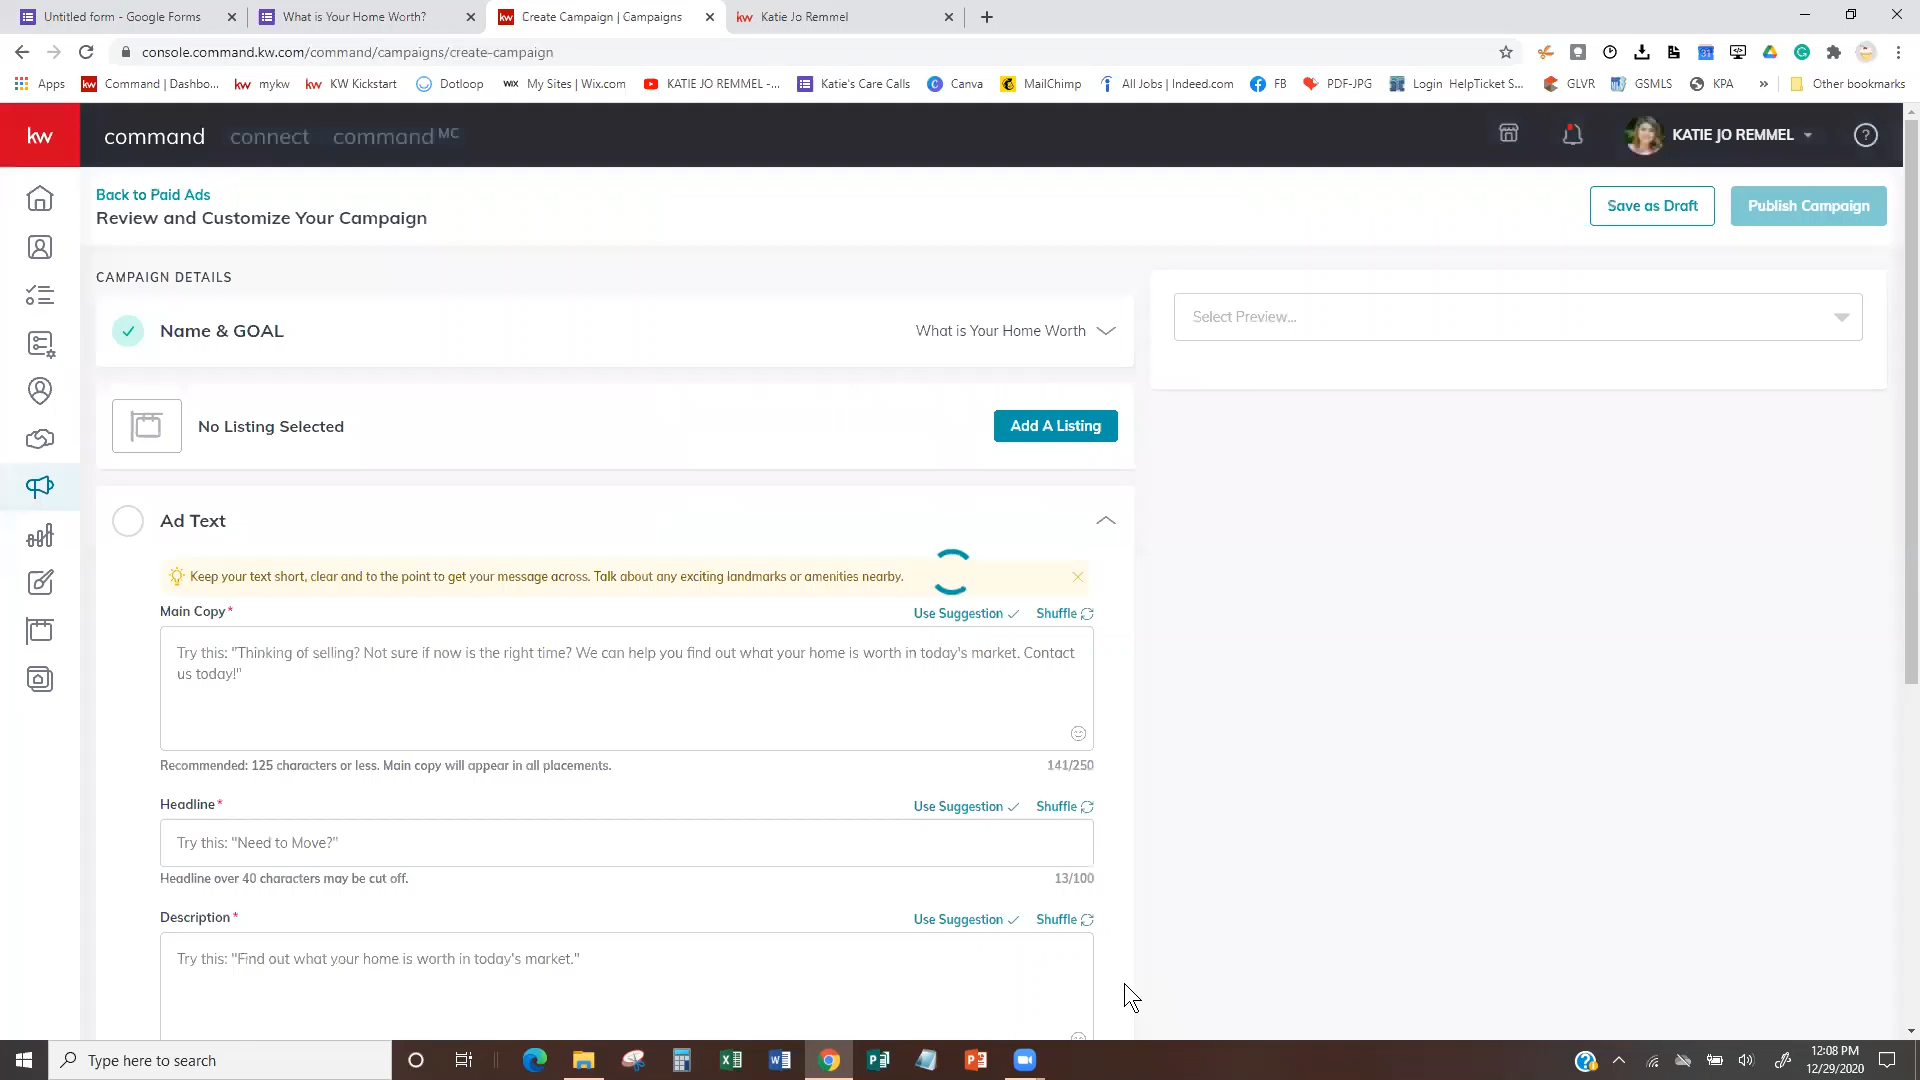 Untitled form - Google Forms
What is Your Home Worth?
Create Campaign | Campaigns
kw Katie Jo Remmel
console.command.kw.com/command/campaigns/create-campaign
Apps
kw Command | Dashbo...
kw mykw
kw KW Kickstart
Dotloop
WIX My Sites | Wix.com
KATIE JO REMMEL -...
Katie's Care Calls
Canva
MailChimp
All Jobs | Indeed.com
FB
PDF-JPG
Login HelpTicket S...
GLVR
GSMLS
KPA
»
Other bookmarks
kw
command
connect
command MC
KATIE JO REMMEL
Back to Paid Ads
Review and Customize Your Campaign
Save as Draft
Publish Campaign
CAMPAIGN DETAILS
Name & GOAL
What is Your Home Worth
Select Preview...
No Listing Selected
Add A Listing
Ad Text
Keep your text short, clear and to the point to get your message across. Talk about any exciting landmarks or amenities nearby.
Main Copy*
Use Suggestion
Shuffle
Try this: "Thinking of selling? Not sure if now is the right time? We can help you find out what your home is worth in today's market. Contact
us today!"
Recommended: 125 characters or less. Main copy will appear in all placements.
141/250
Headline*
Use Suggestion
Shuffle
Try this: "Need to Move?"
Headline over 40 characters may be cut off.
13/100
Description*
Use Suggestion
Shuffle
Try this: "Find out what your home is worth in today's market."
Type here to search
12:08 PM
12/29/2020